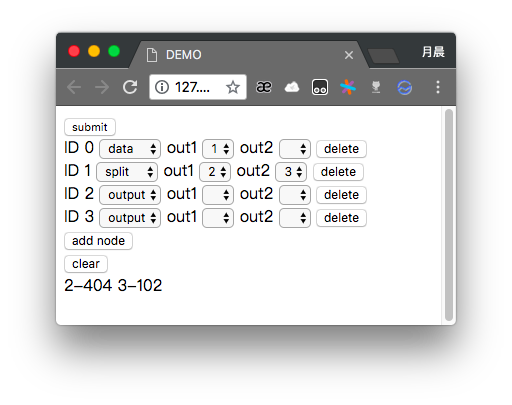 DEMO
月晨
127....
submit
ID 0 data out1 1 out2 delete
ID 1 split out1 2 out2 3 delete
ID 2 output out1 out2 delete
ID 3 output out1 out2 delete
add node
clear
2–404 3–102